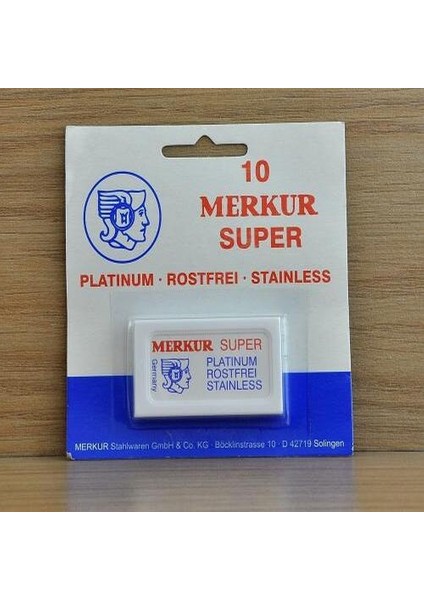 10
MERKUR
SUPER
PLATINUM · ROSTFREI · STAINLESS
MERKUR SUPER
Germany
PLATINUM
ROSTFREI
STAINLESS
MERKUR Stahlwaren GmbH & Co. KG · Böcklinstrasse 10 · D 42719 Solingen